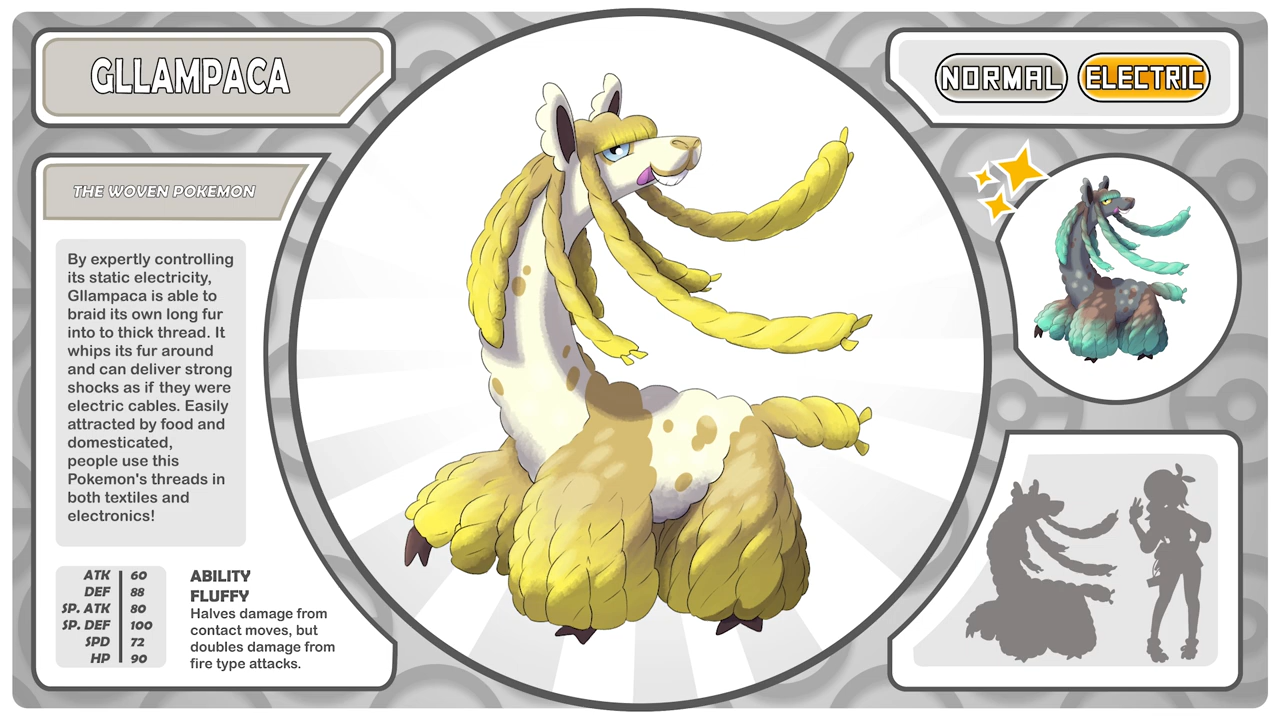 GLLAMPACA
NORMAL
ELECTRIC
THE WOVEN POKEMON
By expertly controlling
its static electricity,
Gllampaca is able to
braid its own long fur
into to thick thread. It
whips its fur around
and can deliver strong
shocks as if they were
electric cables. Easily
attracted by food and
domesticated,
people use this
Pokemon's threads in
both textiles and
electronics!
ATK 60
DEF 88
SP. ATK 80
SP. DEF 100
SPD 72
HP 90
ABILITY
FLUFFY
Halves damage from
contact moves, but
doubles damage from
fire type attacks.